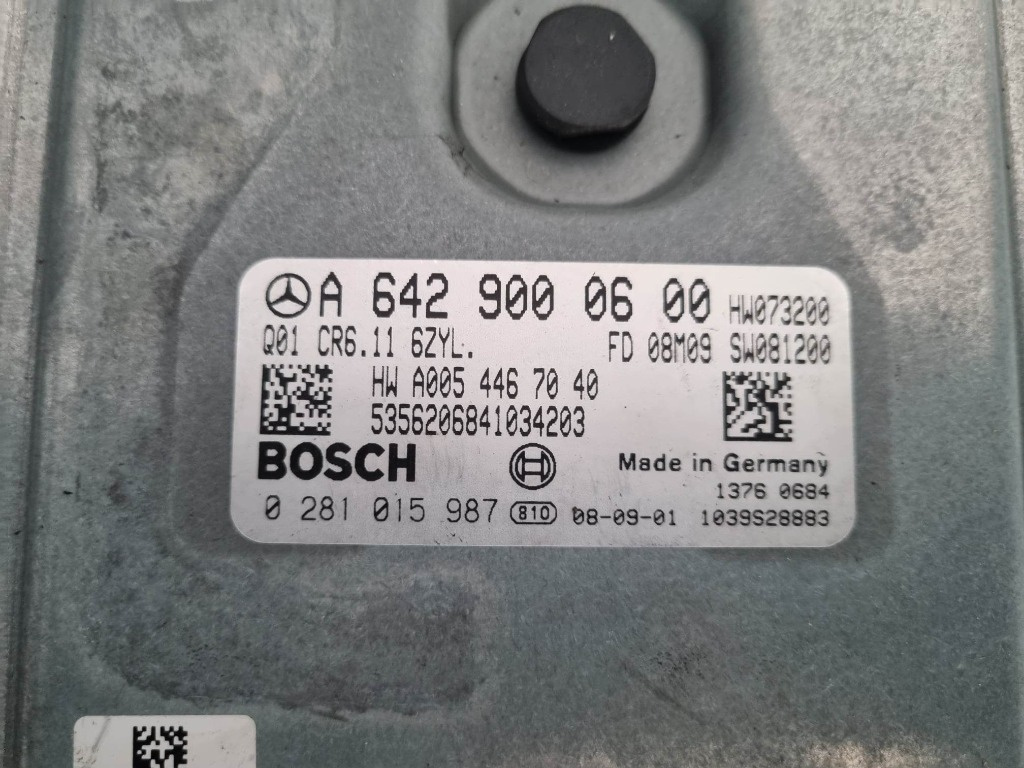 A 642 900 06 00 HW073200
Q01 CR6.11 6ZYL. FD 08M09 SW081200
HW A005 446 70 40
5356206841034203
BOSCH Made in Germany
1376 0684
0 281 015 987 810 08-09-01 1039S28883